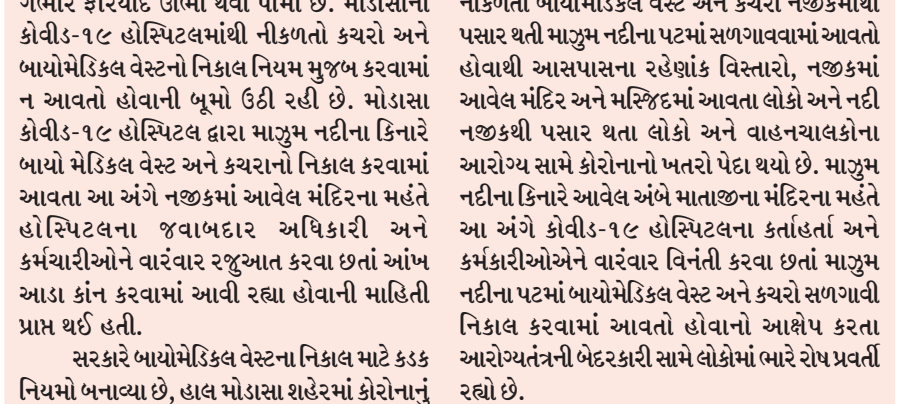 ગંભીર ફરિયાદ ઊભી થવા પામી છે. મોડાસાની
કોવીડ-૧૯ હોસ્પિટલમાંથી નીકળતો કચરો અને
બાયોમેડિકલ વેસ્ટનો નિકાલ નિયમ મુજબ કરવામાં
ન આવતો હોવાની બૂમો ઉઠી રહી છે. મોડાસા
કોવીડ-૧૯ હોસ્પિટલ દ્વારા માઝુમ નદીના કિનારે
બાયો મેડિકલ વેસ્ટ અને કચરાનો નિકાલ કરવામાં
આવતા આ અંગે નજીકમાં આવેલ મંદિરના મહંતે
હોસ્પિટલના જવાબદાર અધિકારી અને
કર્મચારીઓને વારંવાર રજુઆત કરવા છતાં આંખ
આડા કાંન કરવામાં આવી રહ્યા હોવાની માહિતી
પ્રાપ્ત થઈ હતી.
સરકારે બાયોમેડિકલ વેસ્ટના નિકાલ માટે કડક
નિયમો બનાવ્યા છે, હાલ મોડાસા શહેરમાં કોરોનાનું
નીકળતો બાયોમેડિકલ વેસ્ટ અને કચરો નજીકમાંથી
પસાર થતી માઝુમ નદીના પટમાં સળગાવવામાં આવતો
હોવાથી આસપાસના રહેણાંક વિસ્તારો, નજીકમાં
આવેલ મંદિર અને મસ્જિદમાં આવતા લોકો અને નદી
નજીકથી પસાર થતા લોકો અને વાહનચાલકોના
આરોગ્ય સામે કોરોનાનો ખતરો પેદા થયો છે. માઝુમ
નદીના કિનારે આવેલ અંબે માતાજીના મંદિરના મહંતે
આ અંગે કોવીડ-૧૯ હોસ્પિટલના કર્તાહર્તા અને
કર્મકારીઓએને વારંવાર વિનંતી કરવા છતાં માઝુમ
નદીના પટમાં બાયોમેડિકલ વેસ્ટ અને કચરો સળગાવી
નિકાલ કરવામાં આવતો હોવાનો આક્ષેપ કરતા
આરોગ્યતંત્રની બેદરકારી સામે લોકોમાં ભારે રોષ પ્રવર્તી
રહ્યો છે.